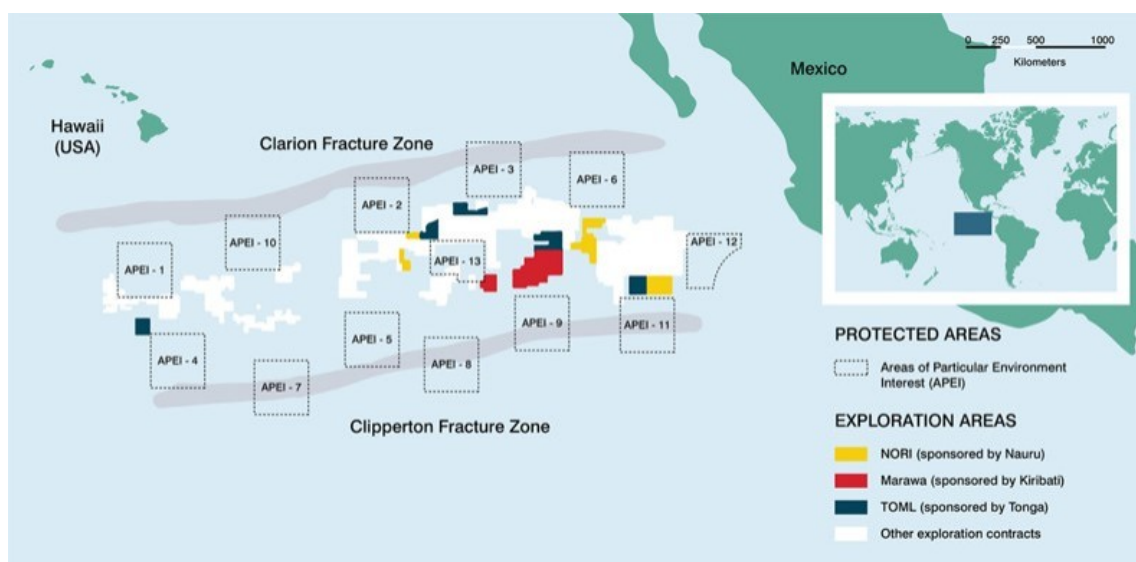 0 250 500 1000
Kilometers
Mexico
Hawaii
(USA)
Clarion Fracture Zone
APEI - 3
APEI - 6
APEI - 2
APEI - 10
APEI - 12
APEI - 1
APEI - 13
APEI - 9
APEI - 11
APEI - 5
APEI - 4
APEI - 8
APEI - 7
Clipperton Fracture Zone
PROTECTED AREAS
Areas of Particular Environment
Interest (APEI)
EXPLORATION AREAS
NORI (sponsored by Nauru)
Marawa (sponsored by Kiribati)
TOML (sponsored by Tonga)
Other exploration contracts